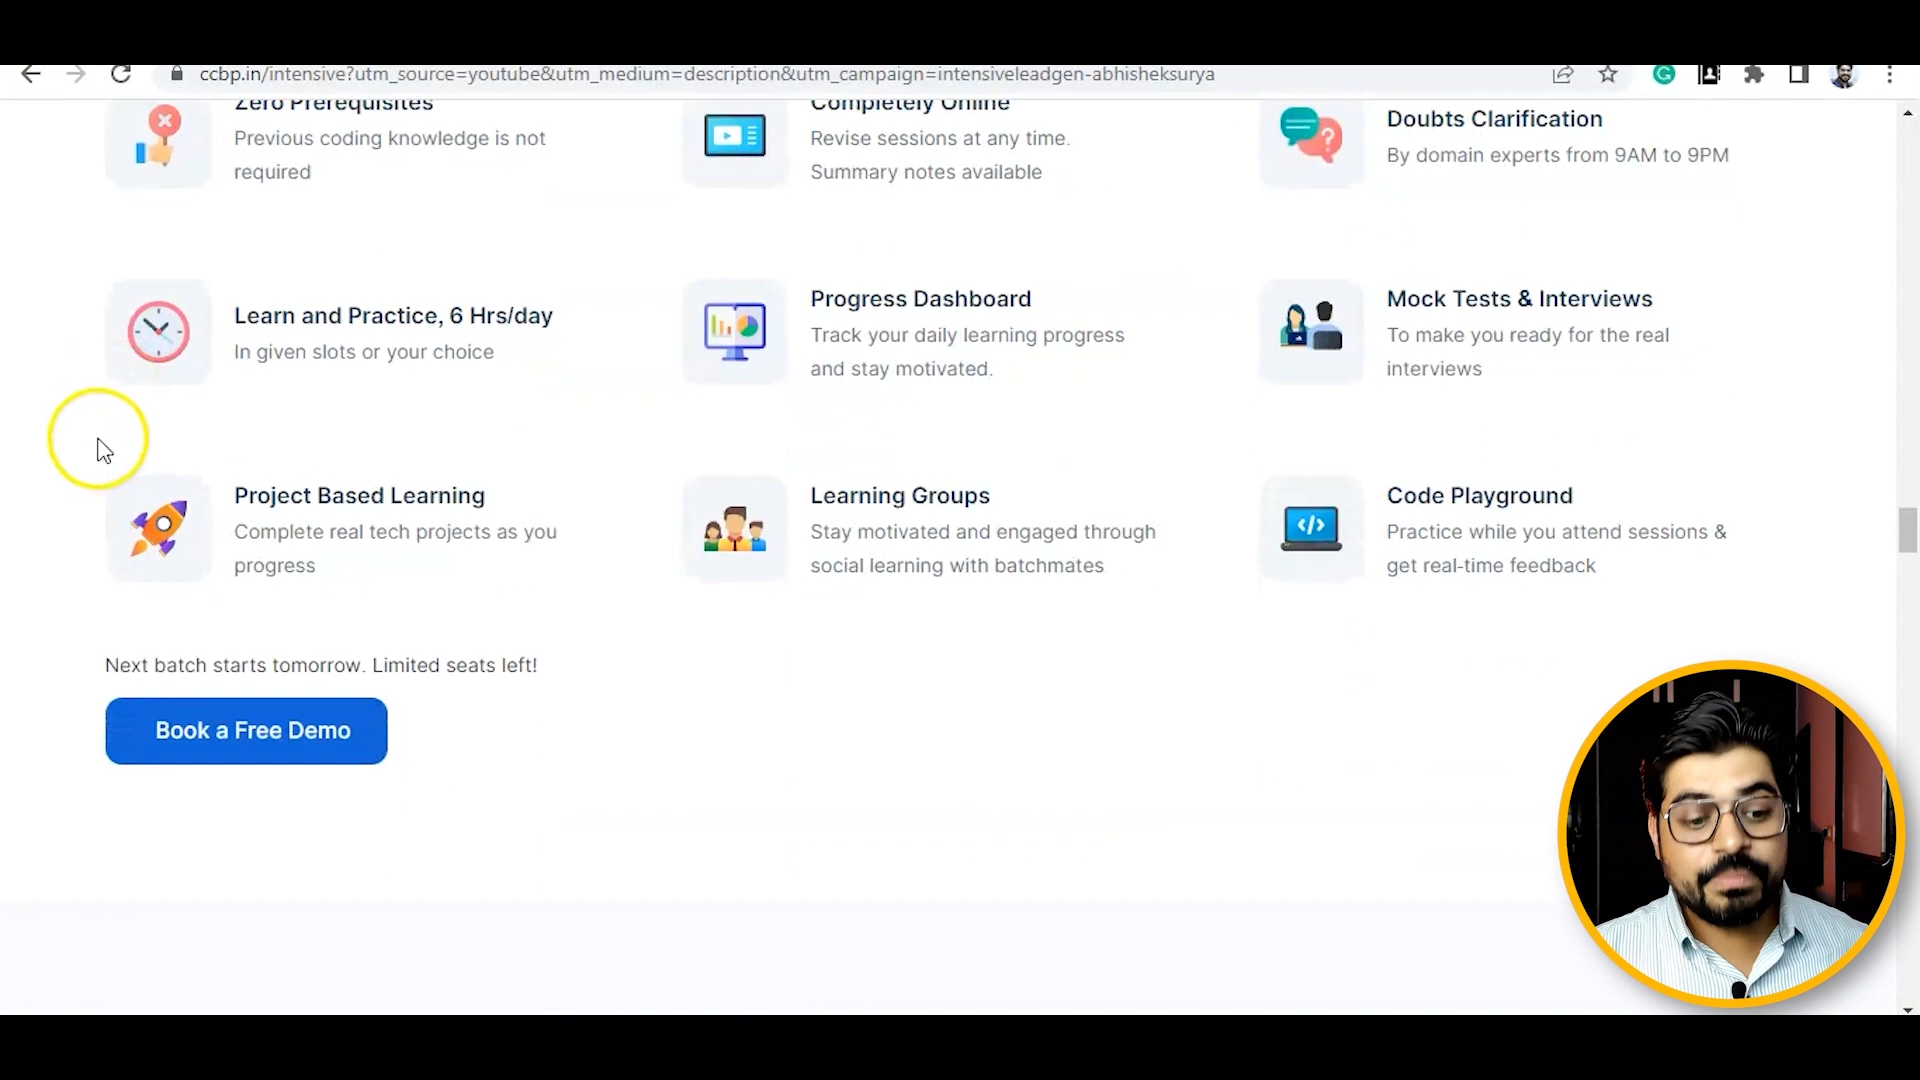 ccbp.in/intensive?utm_source=youtube&utm_medium=description&utm_campaign=intensiveleadgen-abhisheksurya
Zero Prerequisites
Previous coding knowledge is not
required
Completely Online
Revise sessions at any time.
Summary notes available
Doubts Clarification
By domain experts from 9AM to 9PM
Learn and Practice, 6 Hrs/day
In given slots or your choice
Progress Dashboard
Track your daily learning progress
and stay motivated.
Mock Tests & Interviews
To make you ready for the real
interviews
Project Based Learning
Complete real tech projects as you
progress
Learning Groups
Stay motivated and engaged through
social learning with batchmates
Code Playground
Practice while you attend sessions &
get real-time feedback
Next batch starts tomorrow. Limited seats left!
Book a Free Demo